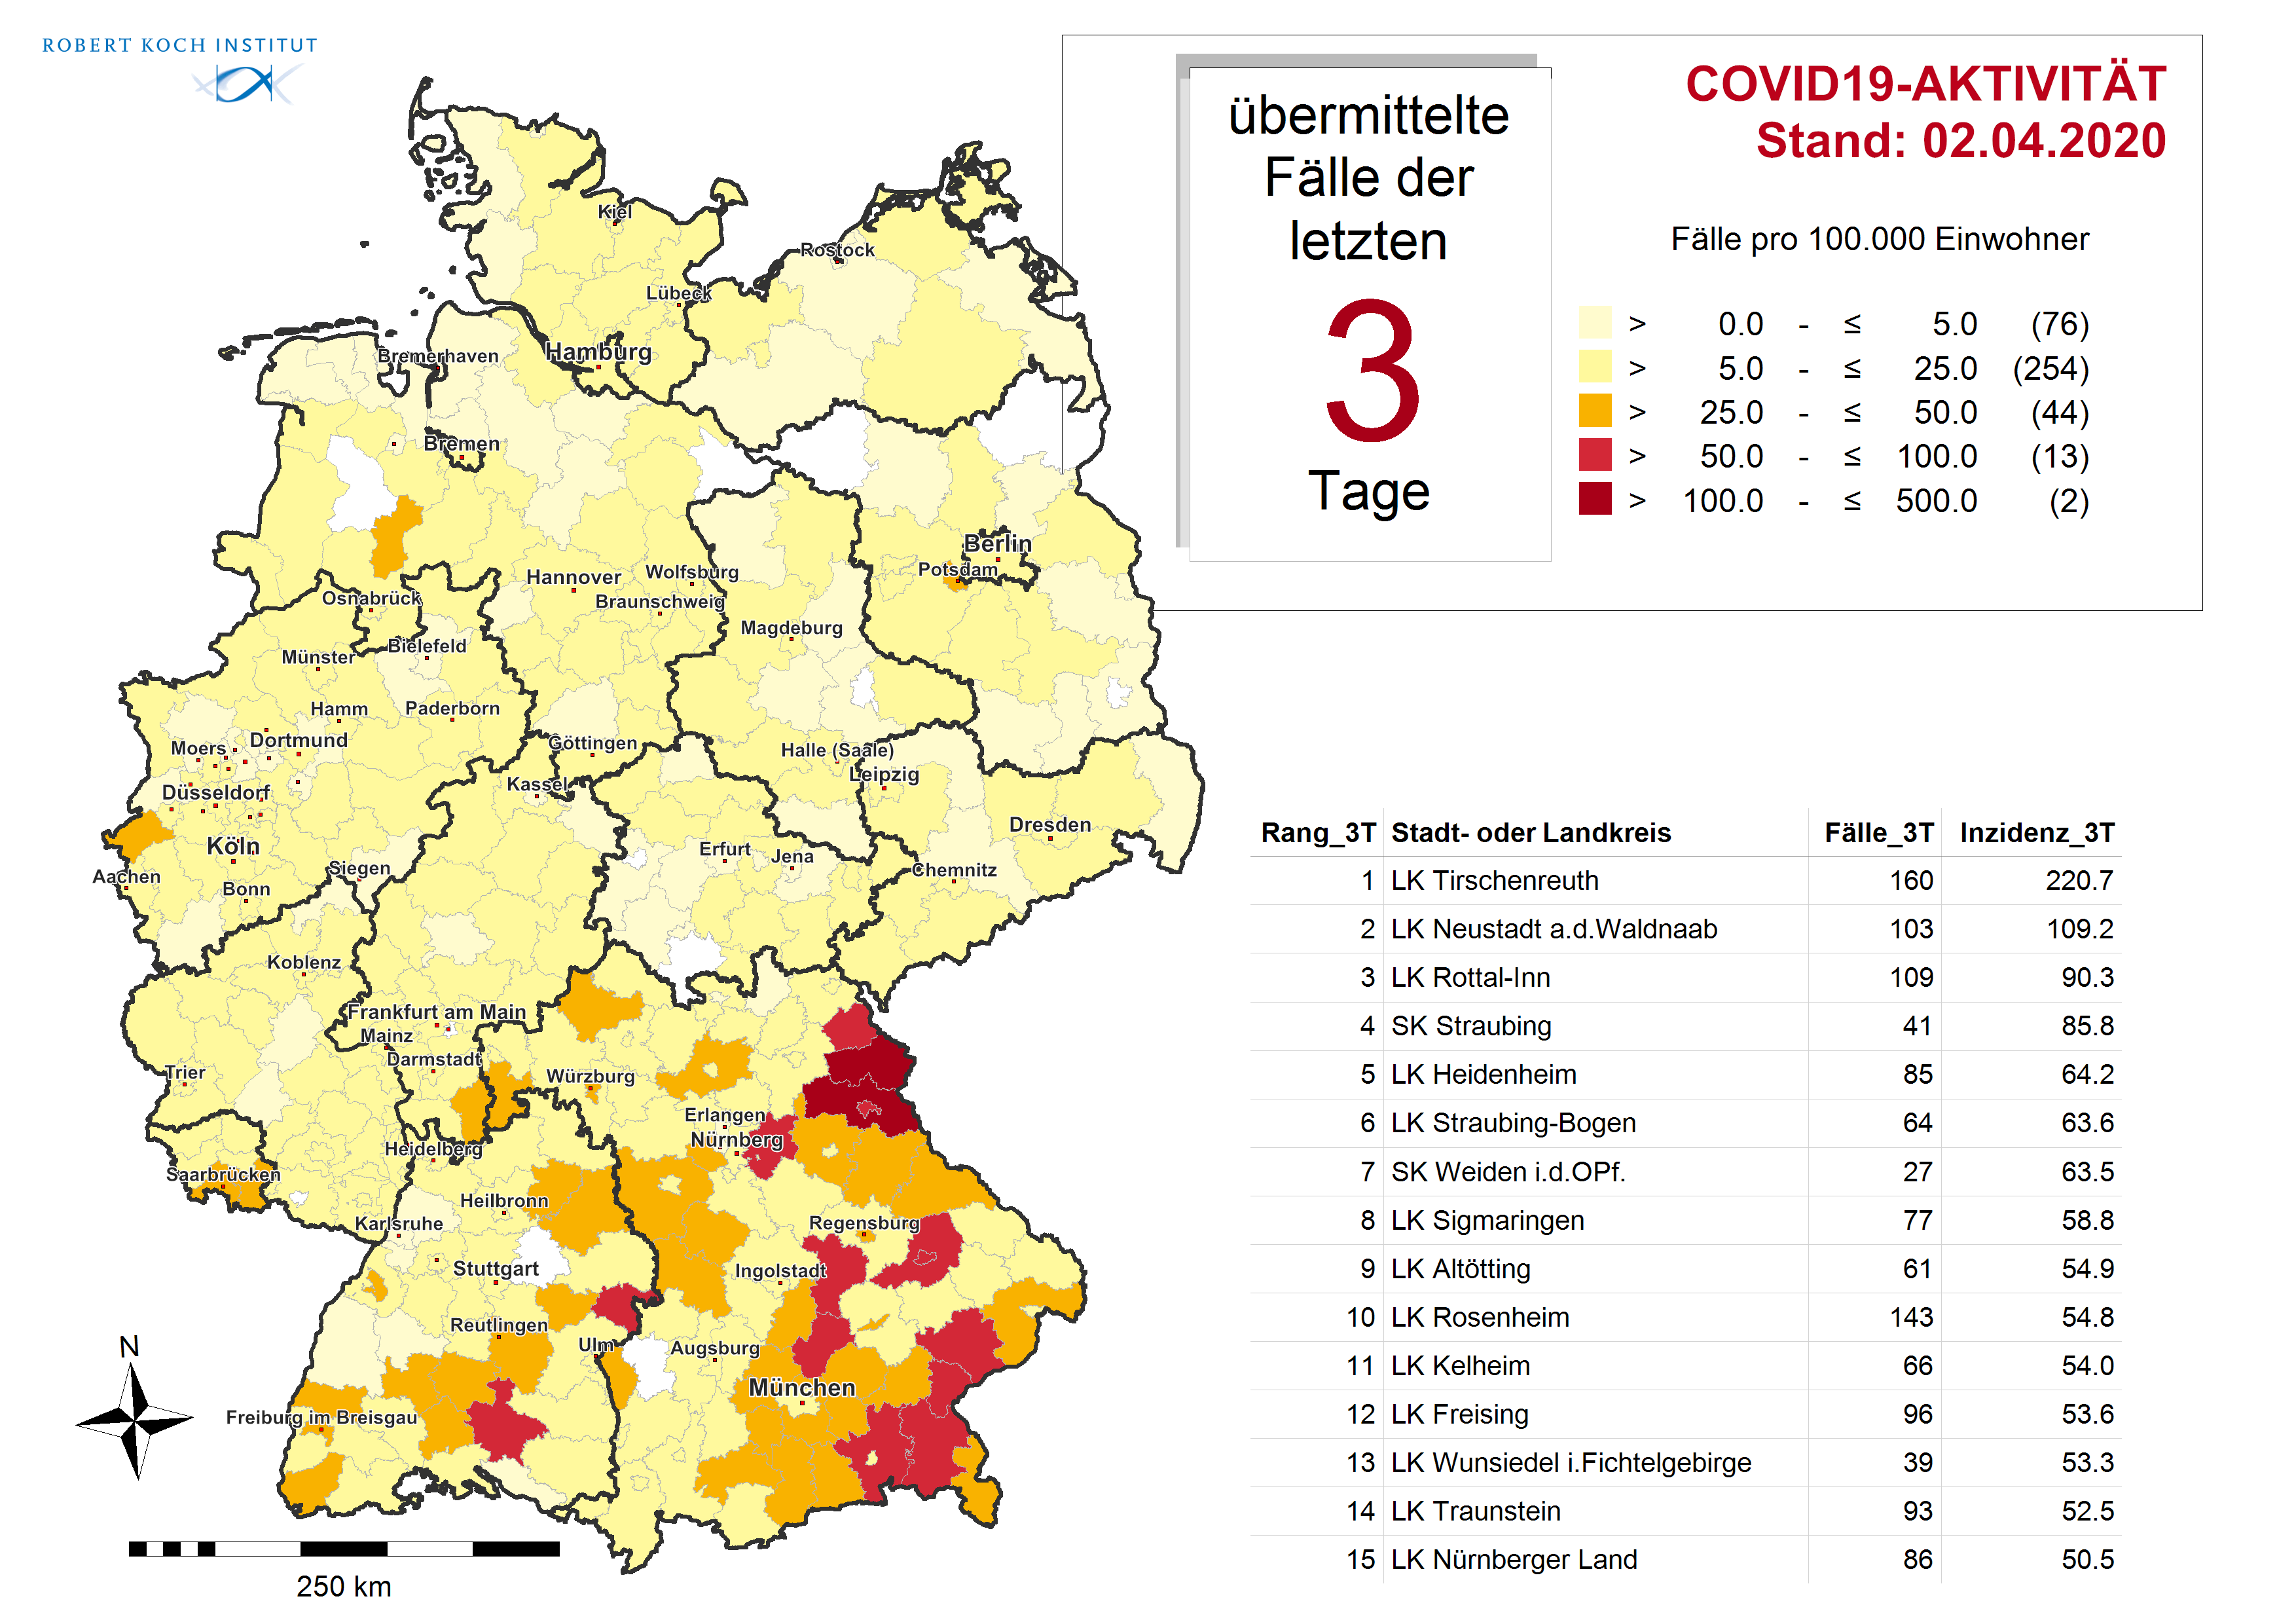 ROBERT KOCH INSTITUT
übermittelte
Fälle der
letzten
3
Tage
COVID19-AKTIVITÄT
Stand: 02.04.2020
Fälle pro 100.000 Einwohner
> 0.0 - ≤ 5.0 (76)
> 5.0 - ≤ 25.0 (254)
> 25.0 - ≤ 50.0 (44)
> 50.0 - ≤ 100.0 (13)
> 100.0 - ≤ 500.0 (2)
Kiel
Rostock
Lübeck
Bremerhaven
Hamburg
Bremen
Berlin
Potsdam
Hannover
Wolfsburg
Osnabrück
Braunschweig
Magdeburg
Bielefeld
Münster
Hamm
Paderborn
Moers
Dortmund
Göttingen
Halle (Saale)
Leipzig
Düsseldorf
Kassel
Dresden
Köln
Erfurt
Jena
Aachen
Siegen
Chemnitz
Bonn
Koblenz
Frankfurt am Main
Mainz
Darmstadt
Trier
Würzburg
Erlangen
Nürnberg
Heidelberg
Saarbrücken
Heilbronn
Karlsruhe
Regensburg
Stuttgart
Ingolstadt
Reutlingen
Ulm
Augsburg
München
Freiburg im Breisgau
N
250 km
Rang_3T Stadt- oder Landkreis Fälle_3T Inzidenz_3T
1 LK Tirschenreuth 160 220.7
2 LK Neustadt a.d.Waldnaab 103 109.2
3 LK Rottal-Inn 109 90.3
4 SK Straubing 41 85.8
5 LK Heidenheim 85 64.2
6 LK Straubing-Bogen 64 63.6
7 SK Weiden i.d.OPf. 27 63.5
8 LK Sigmaringen 77 58.8
9 LK Altötting 61 54.9
10 LK Rosenheim 143 54.8
11 LK Kelheim 66 54.0
12 LK Freising 96 53.6
13 LK Wunsiedel i.Fichtelgebirge 39 53.3
14 LK Traunstein 93 52.5
15 LK Nürnberger Land 86 50.5